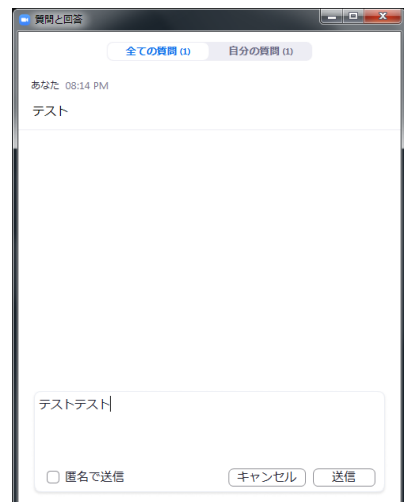 質問と回答
全ての質問 (1) 自分の質問 (1)
あなた 08:14 PM
テスト
テストテスト
匿名で送信 キャンセル 送信